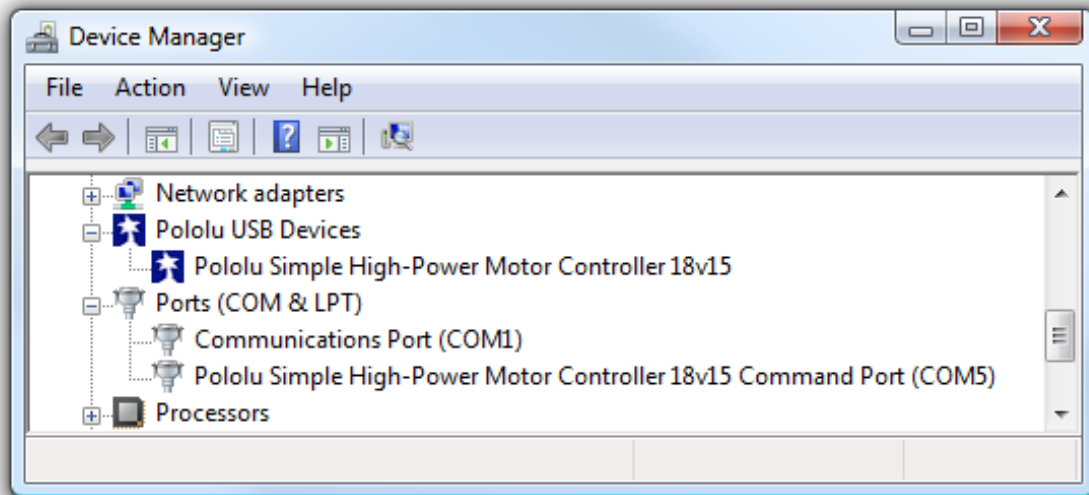 Device Manager
File Action View Help
Network adapters
Pololu USB Devices
Pololu Simple High-Power Motor Controller 18v15
Ports (COM & LPT)
Communications Port (COM1)
Pololu Simple High-Power Motor Controller 18v15 Command Port (COM5)
Processors